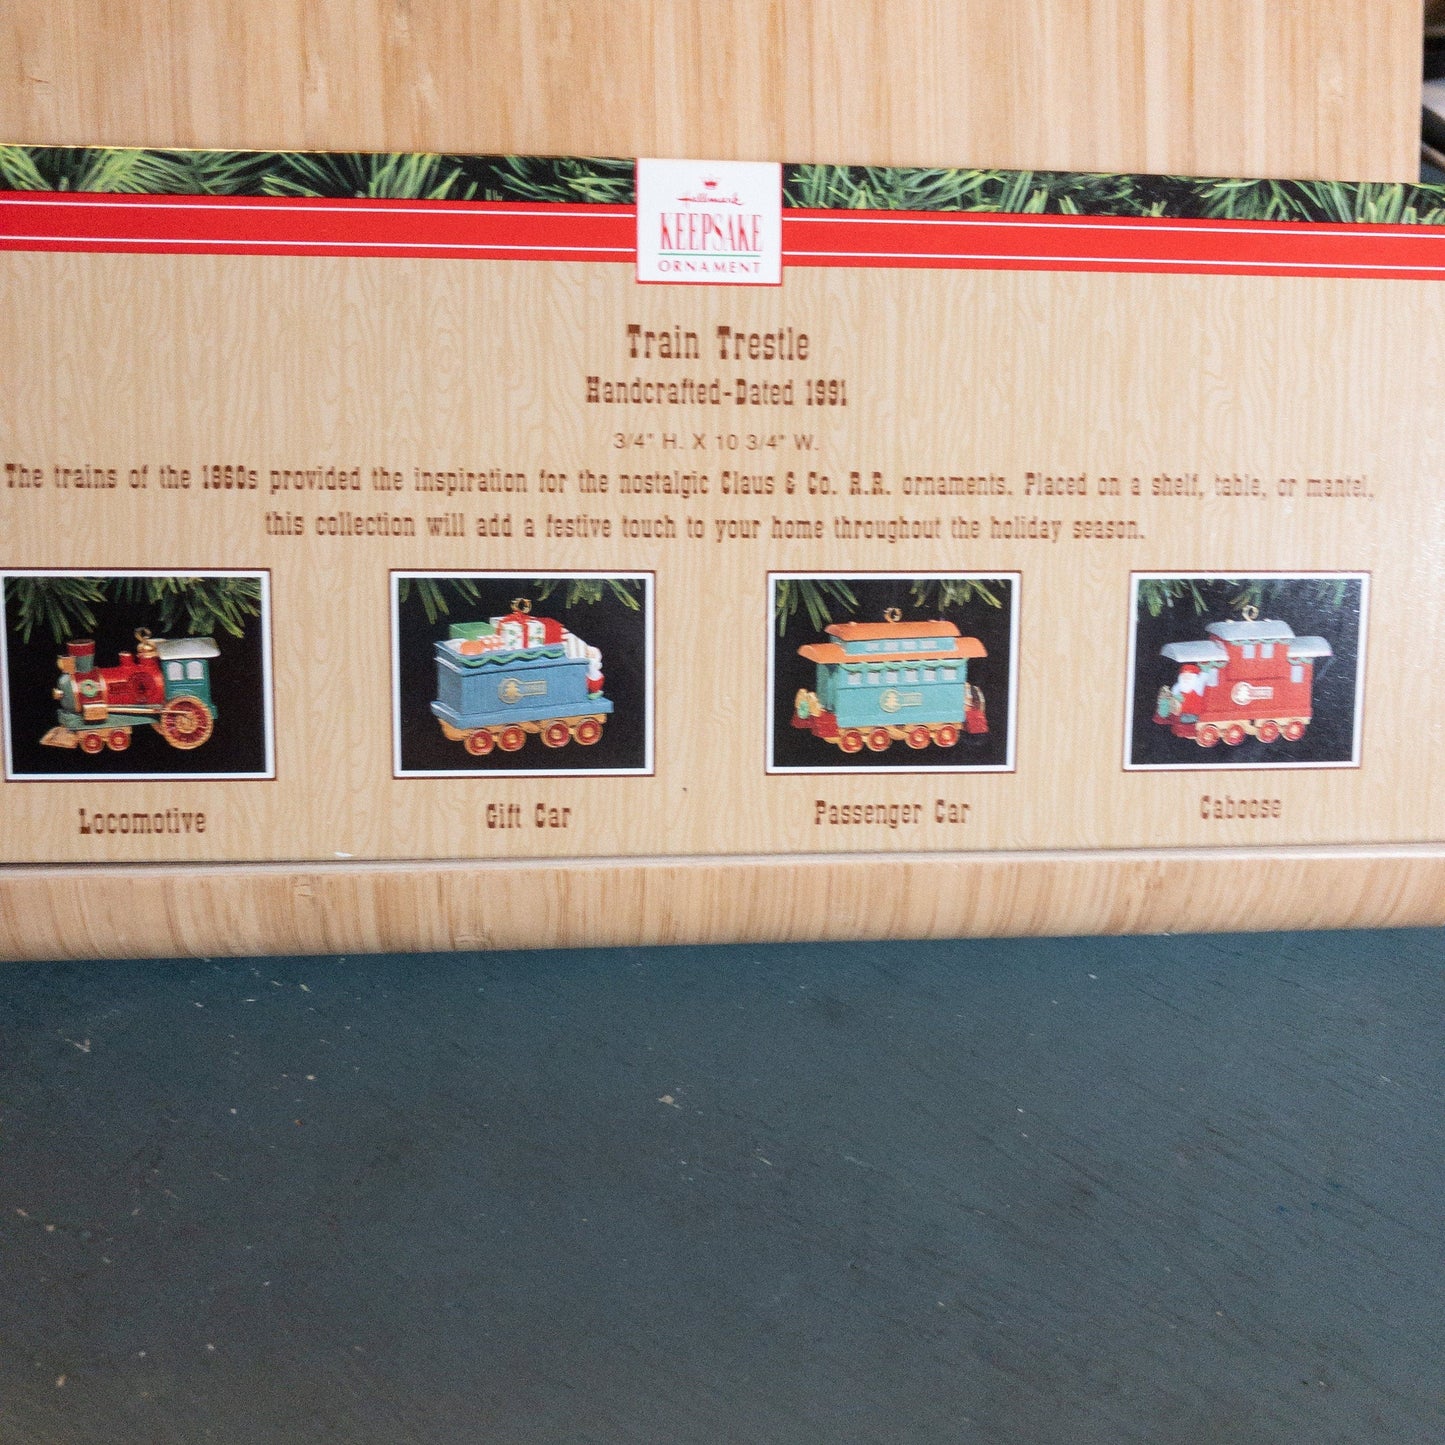 Hallmark
KEEPSAKE
ORNAMENT
Train Trestle
Handcrafted-Dated 1991
3/4" H. X 10 3/4" W.
The trains of the 1860s provided the inspiration for the nostalgic Claus & Co. R.R. ornaments. Placed on a shelf, table, or mantel,
this collection will add a festive touch to your home throughout the holiday season.
Locomotive
Gift Car
Passenger Car
Caboose